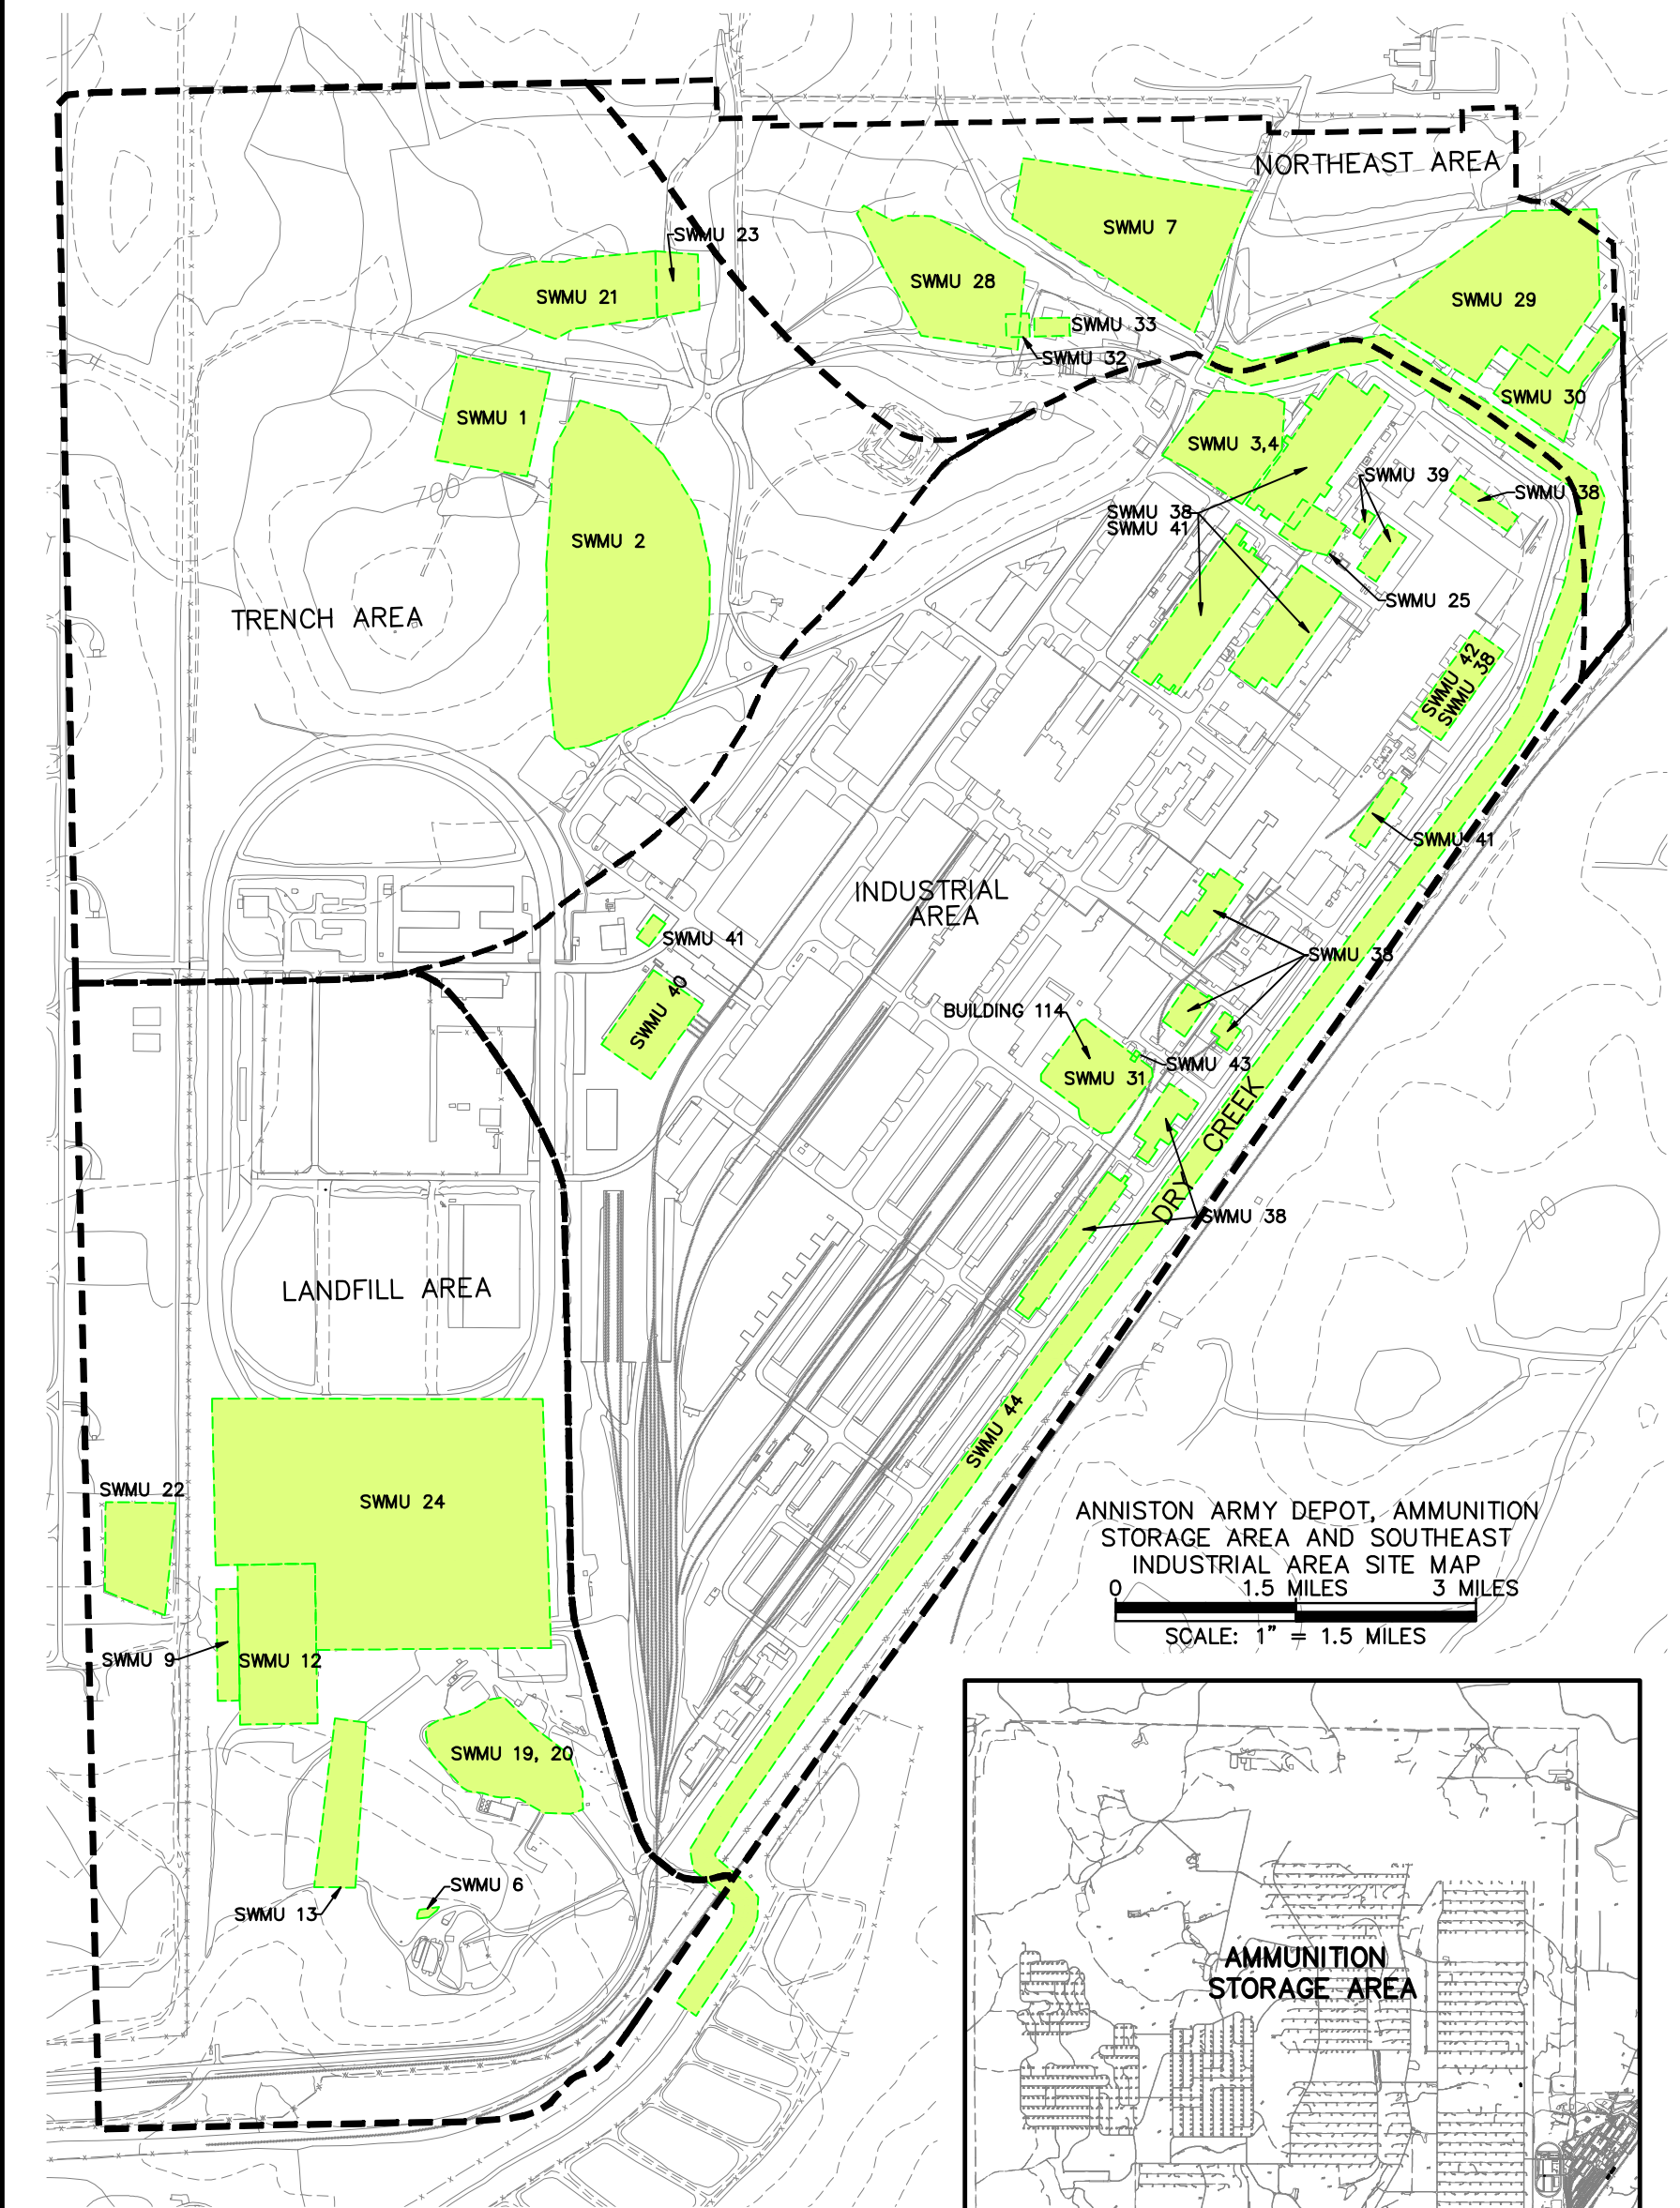 NORTHEAST AREA
SWMU 7
SWMU 23
SWMU 28
SWMU 21
SWMU 29
SWMU 33
SWMU 32
SWMU 30
700
SWMU 1
SWMU 3,4
SWMU 39
SWMU 38
700
SWMU 38
SWMU 41
SWMU 2
SWMU 25
TRENCH AREA
SWMU 42
SWMU 38
SWMU 41
INDUSTRIAL
AREA
SWMU 41
SWMU 38
SWMU 40
BUILDING 114
SWMU 43
SWMU 31
DRY CREEK
SWMU 38
700
LANDFILL AREA
SWMU 44
SWMU 22
SWMU 24
ANNISTON ARMY DEPOT, AMMUNITION
STORAGE AREA AND SOUTHEAST
INDUSTRIAL AREA SITE MAP
0 1.5 MILES 3 MILES
SCALE: 1" = 1.5 MILES
SWMU 9
SWMU 12
SWMU 19, 20
SWMU 6
SWMU 13
AMMUNITION
STORAGE AREA